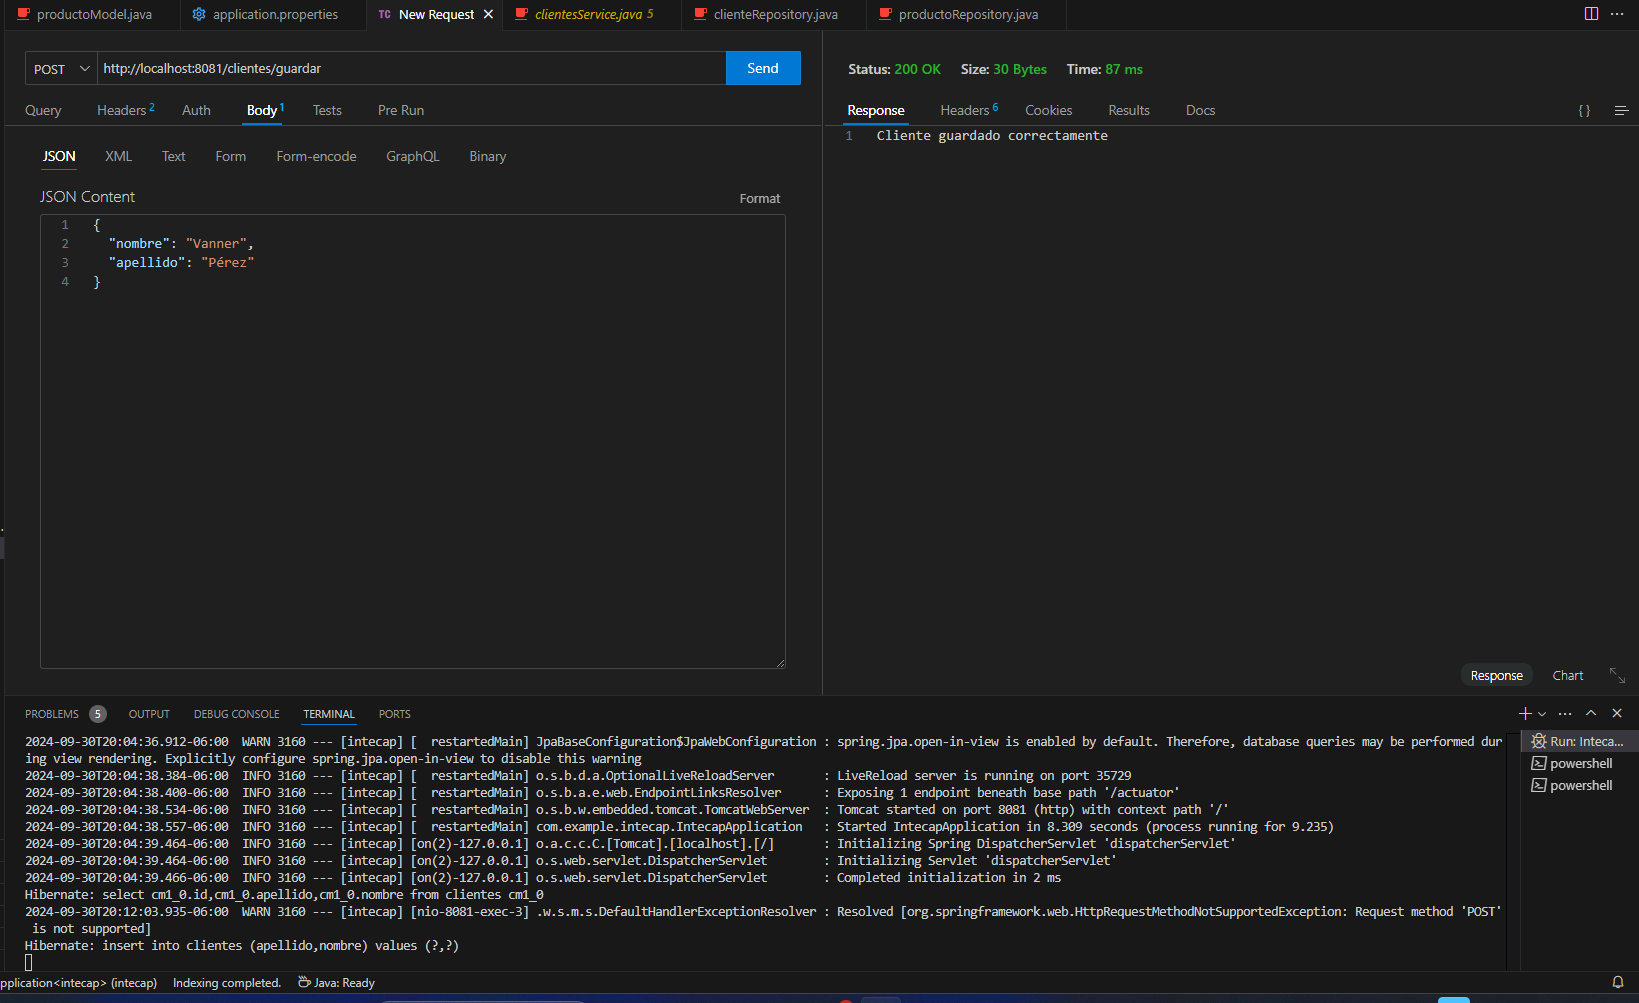 productoModel.java
application.properties
TC New Request
clientesService.java 5
clienteRepository.java
productoRepository.java
POST
http://localhost:8081/clientes/guardar
Send
Query
Headers 2
Auth
Body 1
Tests
Pre Run
JSON
XML
Text
Form
Form-encode
GraphQL
Binary
JSON Content
Format
1 {
2 "nombre": "Vanner",
3 "apellido": "Pérez"
4 }
Status: 200 OK
Size: 30 Bytes
Time: 87 ms
Response
Headers 6
Cookies
Results
Docs
{ }
1 Cliente guardado correctamente
Response
Chart
PROBLEMS 5
OUTPUT
DEBUG CONSOLE
TERMINAL
PORTS
2024-09-30T20:04:36.912-06:00  WARN 3160 --- [intecap] [  restartedMain] JpaBaseConfiguration$JpaWebConfiguration : spring.jpa.open-in-view is enabled by default. Therefore, database queries may be performed dur
ing view rendering. Explicitly configure spring.jpa.open-in-view to disable this warning
2024-09-30T20:04:38.384-06:00  INFO 3160 --- [intecap] [  restartedMain] o.s.b.d.a.OptionalLiveReloadServer       : LiveReload server is running on port 35729
2024-09-30T20:04:38.400-06:00  INFO 3160 --- [intecap] [  restartedMain] o.s.b.a.e.web.EndpointLinksResolver      : Exposing 1 endpoint beneath base path '/actuator'
2024-09-30T20:04:38.534-06:00  INFO 3160 --- [intecap] [  restartedMain] o.s.b.w.embedded.tomcat.TomcatWebServer  : Tomcat started on port 8081 (http) with context path '/'
2024-09-30T20:04:38.557-06:00  INFO 3160 --- [intecap] [  restartedMain] com.example.intecap.IntecapApplication   : Started IntecapApplication in 8.309 seconds (process running for 9.235)
2024-09-30T20:04:39.464-06:00  INFO 3160 --- [intecap] [on(2)-127.0.0.1] o.a.c.c.C.[Tomcat].[localhost].[/]       : Initializing Spring DispatcherServlet 'dispatcherServlet'
2024-09-30T20:04:39.464-06:00  INFO 3160 --- [intecap] [on(2)-127.0.0.1] o.s.web.servlet.DispatcherServlet        : Initializing Servlet 'dispatcherServlet'
2024-09-30T20:04:39.466-06:00  INFO 3160 --- [intecap] [on(2)-127.0.0.1] o.s.web.servlet.DispatcherServlet        : Completed initialization in 2 ms
Hibernate: select cm1_0.id,cm1_0.apellido,cm1_0.nombre from clientes cm1_0
2024-09-30T20:12:03.935-06:00  WARN 3160 --- [intecap] [nio-8081-exec-3] .w.s.m.s.DefaultHandlerExceptionResolver : Resolved [org.springframework.web.HttpRequestMethodNotSupportedException: Request method 'POST'
 is not supported]
Hibernate: insert into clientes (apellido,nombre) values (?,?)
Run: Inteca...
powershell
powershell
pplication<intecap> (intecap)
Indexing completed.
Java: Ready